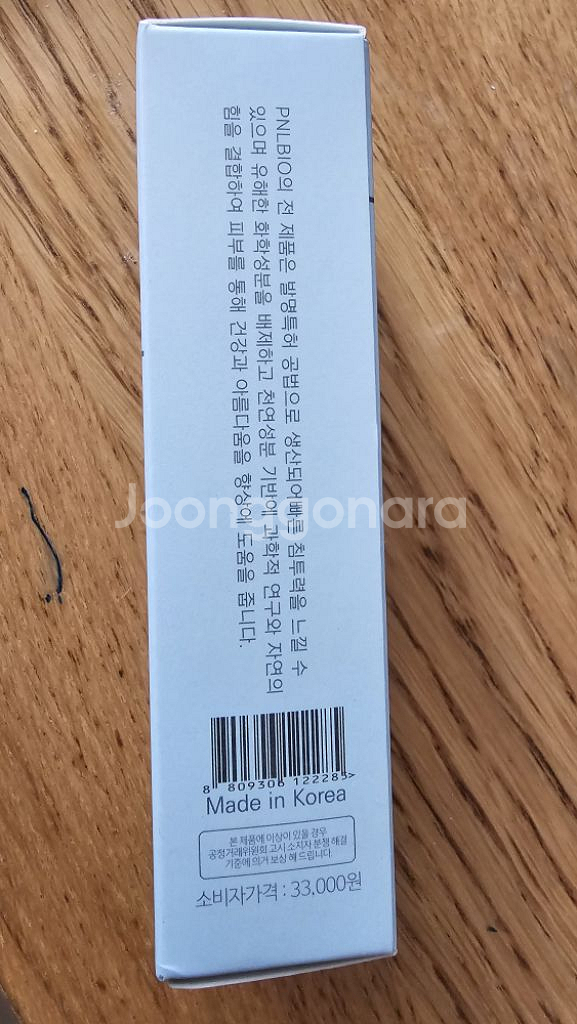 PNLBIO의 전 제품은 발명특허 공법으로 생산되어빠른 침투력을 느낄 수
있으며 유해한 화학성분을 배제하고 천연성분 기반에 과학적 연구와 자연의
힘을 결합하여 피부를 통해 건강과 아름다움을 향상에 도움을 줍니다.
Joonggonara
8 809306 122285>
Made in Korea
본 제품에 이상이 있을 경우
공정거래위원회 고시 소지자 분쟁 해결
기준에 의거 보상 해 드립니다.
소비자가격 : 33,000원